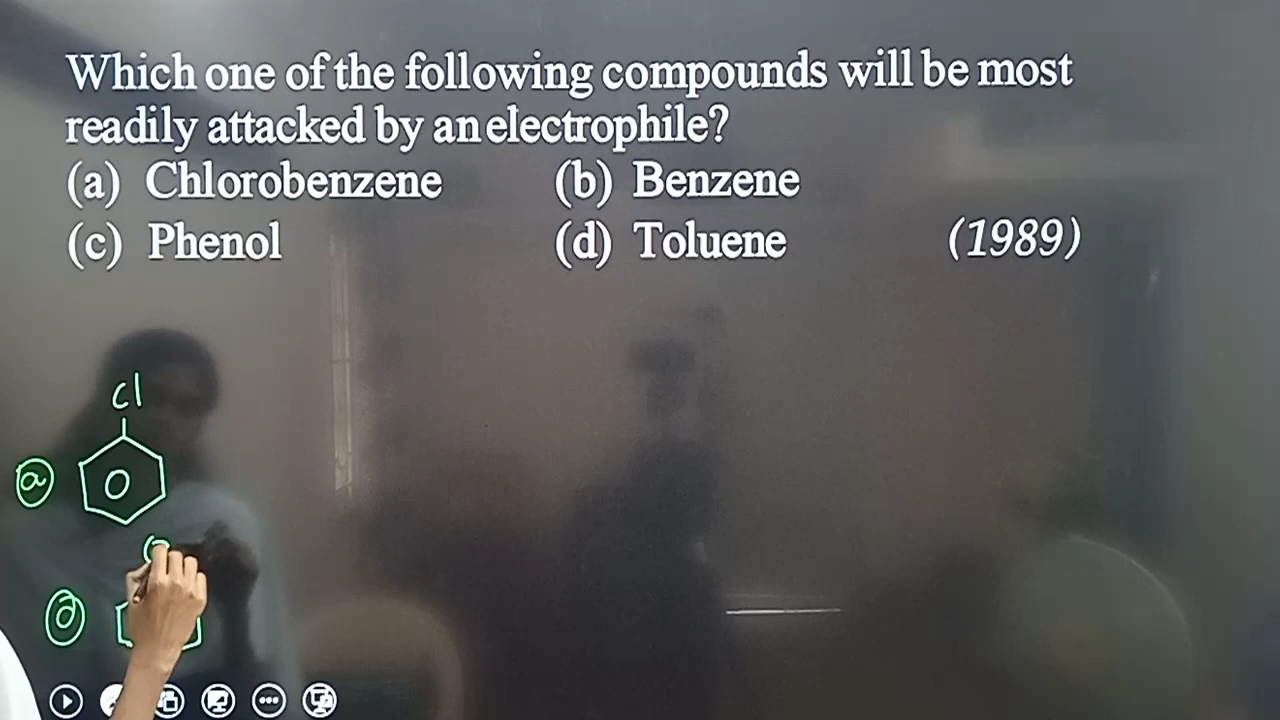 Which one of the following compounds will be most
readily attacked by an electrophile?
(a) Chlorobenzene (b) Benzene
(c) Phenol (d) Toluene (1989)
Cl
a
d